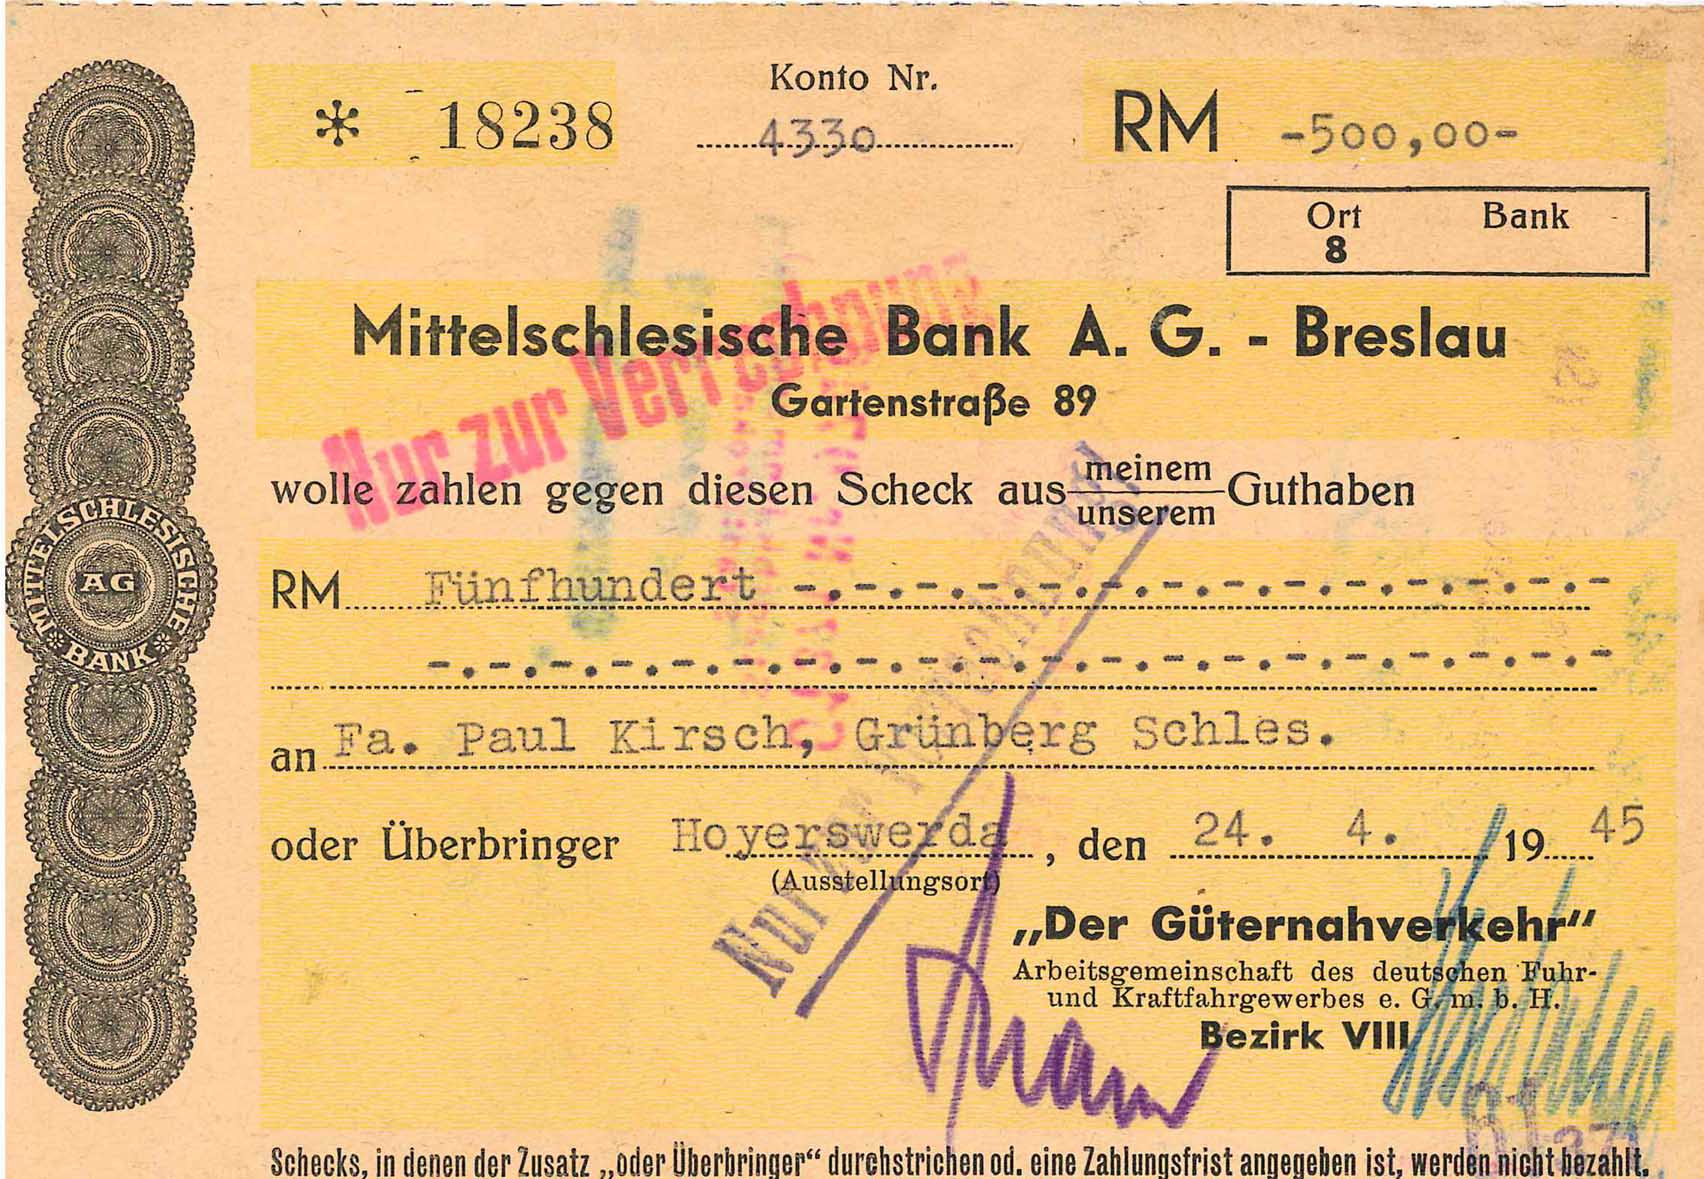 Konto Nr.
* 18238
4330
RM -500,00-
Ort Bank
8
Mittelschlesische Bank A. G. - Breslau
Gartenstraße 89
Nur zur Verrechnung
wolle zahlen gegen diesen Scheck aus meinem Guthaben
unserem
RM Fünfhundert -.-.-.-.-.-.-.-.-.-.-.-.-.-
-.-.-.-.-.-.-.-.-.-.-.-.-.-.-.-.-.-.-.-
an Fa. Paul Kirsch, Grünberg Schles.
oder Überbringer Hoyerswerda, den 24. 4. 1945
(Ausstellungsort)
Nur zur Verrechnung
„Der Güternahverkehr“
Arbeitsgemeinschaft des deutschen Fuhr-
und Kraftfahrgewerbes e. G. m. b. H.
Bezirk VIII
MITTELSCHLESISCHE
AG
BANK
Schecks, in denen der Zusatz „oder Überbringer“ durchstrichen od. eine Zahlungsfrist angegeben ist, werden nicht bezahlt.